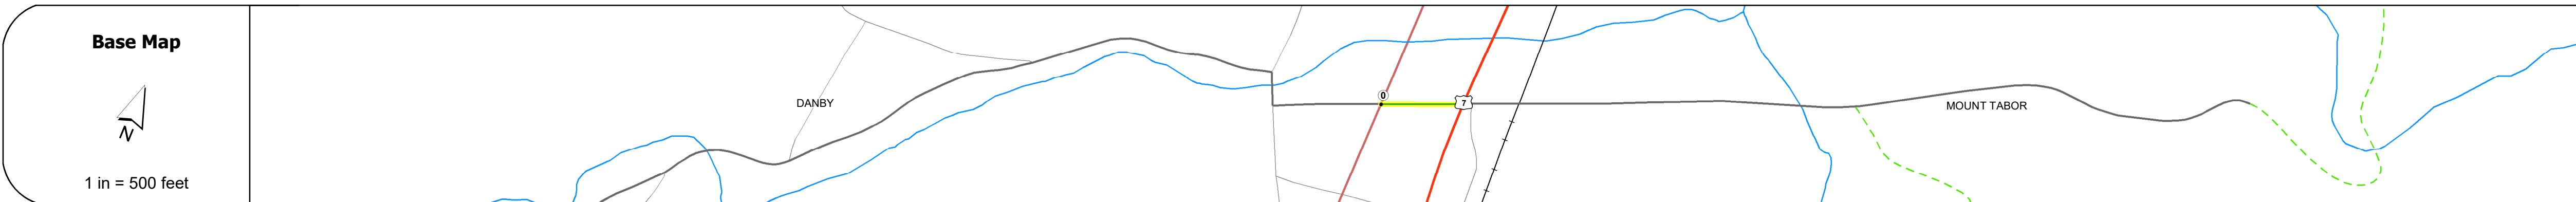 Base Map
N
1 in = 500 feet
DANBY
0
7
MOUNT TABOR